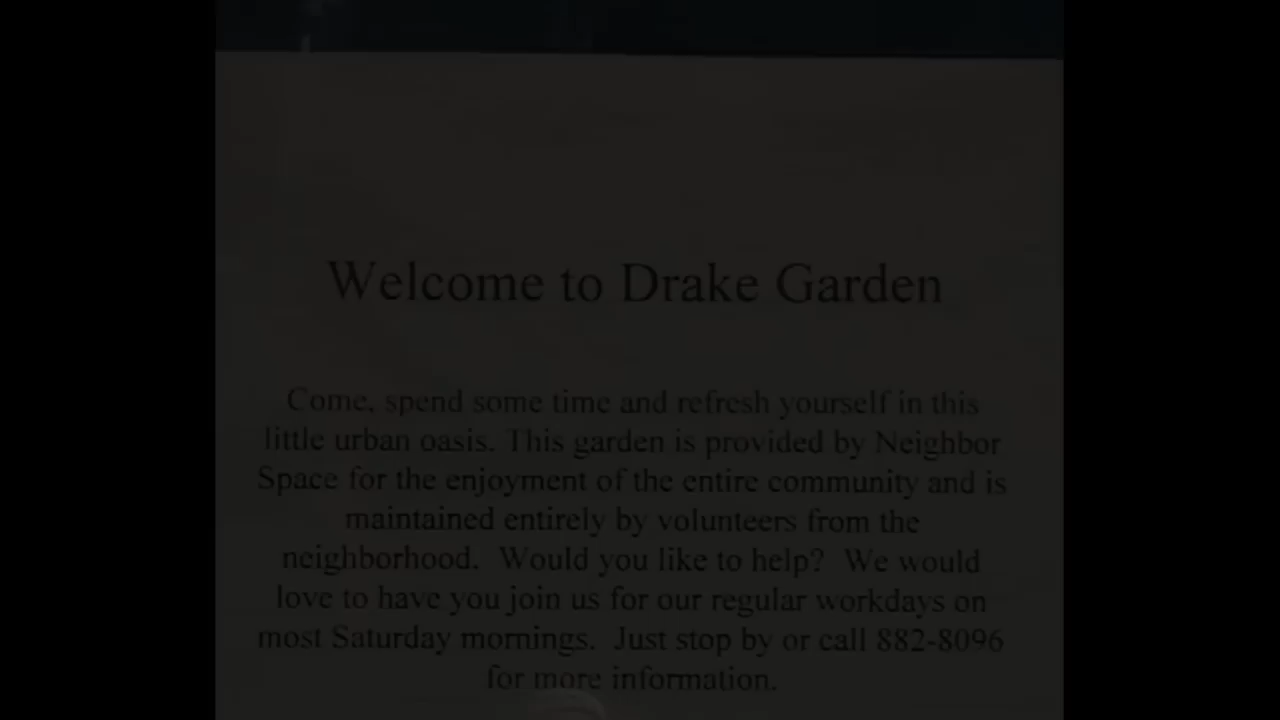 Welcome to Drake Garden
Come, spend some time and refresh yourself in this
little urban oasis. This garden is provided by Neighbor
Space for the enjoyment of the entire community and is
maintained entirely by volunteers from the
neighborhood.  Would you like to help?  We would
love to have you join us for our regular workdays on
most Saturday mornings.  Just stop by or call 882-8096
for more information.